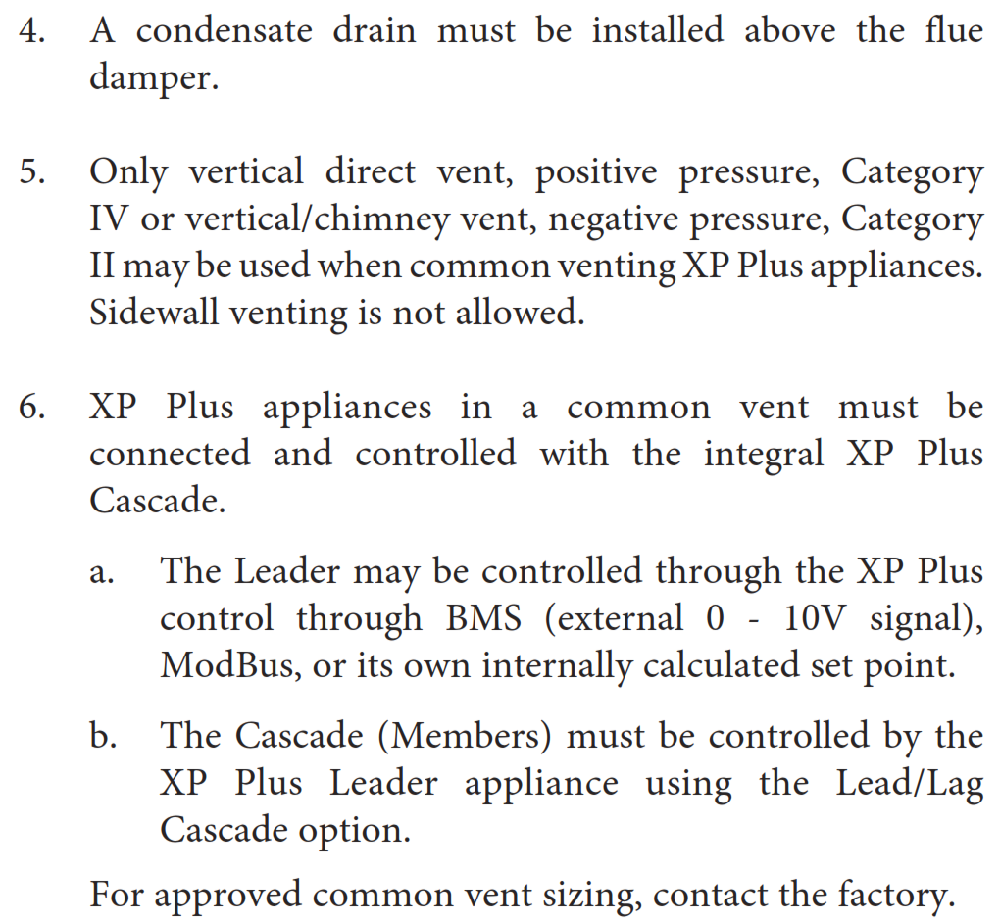 4. A condensate drain must be installed above the flue
damper.
5. Only vertical direct vent, positive pressure, Category
IV or vertical/chimney vent, negative pressure, Category
II may be used when common venting XP Plus appliances.
Sidewall venting is not allowed.
6. XP Plus appliances in a common vent must be
connected and controlled with the integral XP Plus
Cascade.
a. The Leader may be controlled through the XP Plus
control through BMS (external 0 - 10V signal),
ModBus, or its own internally calculated set point.
b. The Cascade (Members) must be controlled by the
XP Plus Leader appliance using the Lead/Lag
Cascade option.
For approved common vent sizing, contact the factory.